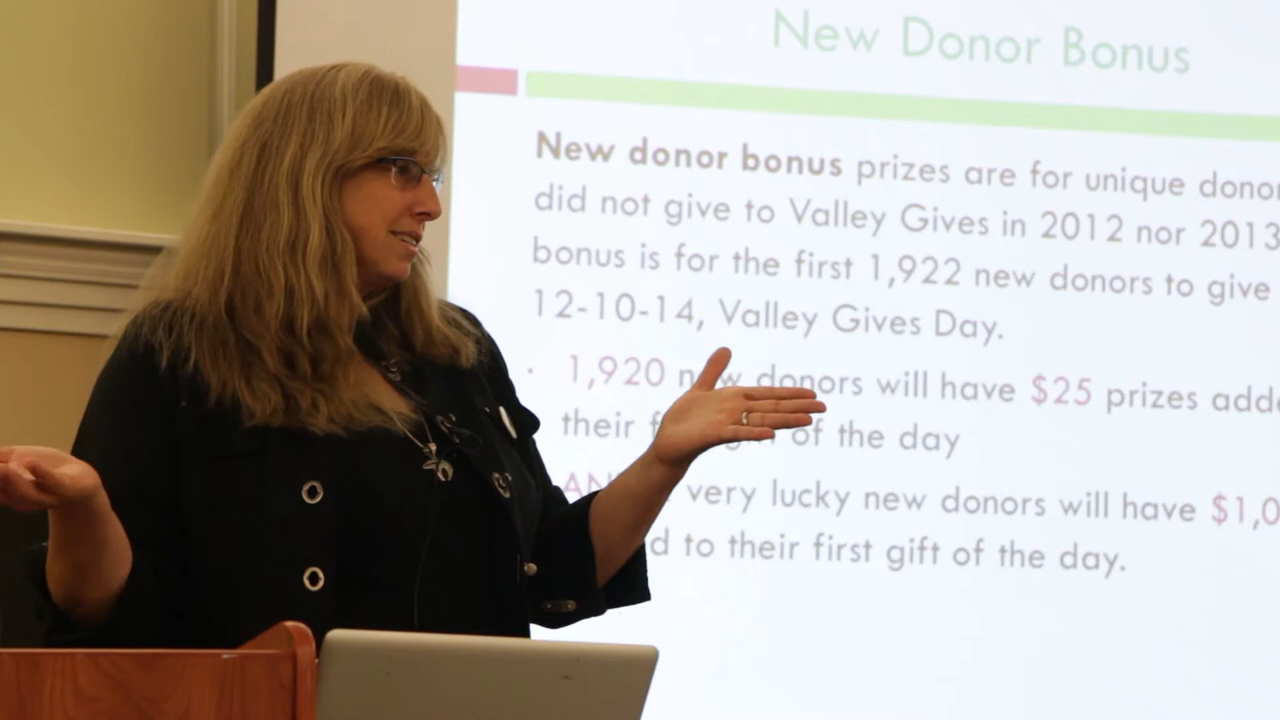 New Donor Bonus
New donor bonus prizes are for unique
did not give to Valley Gives in 2012 nor 2013
bonus is for the first 1,922 new donors to give
12-10-14, Valley Gives Day.
1,920 new donors will have $25 prizes
their of the day
very lucky new donors will have
to their first gift of the day.